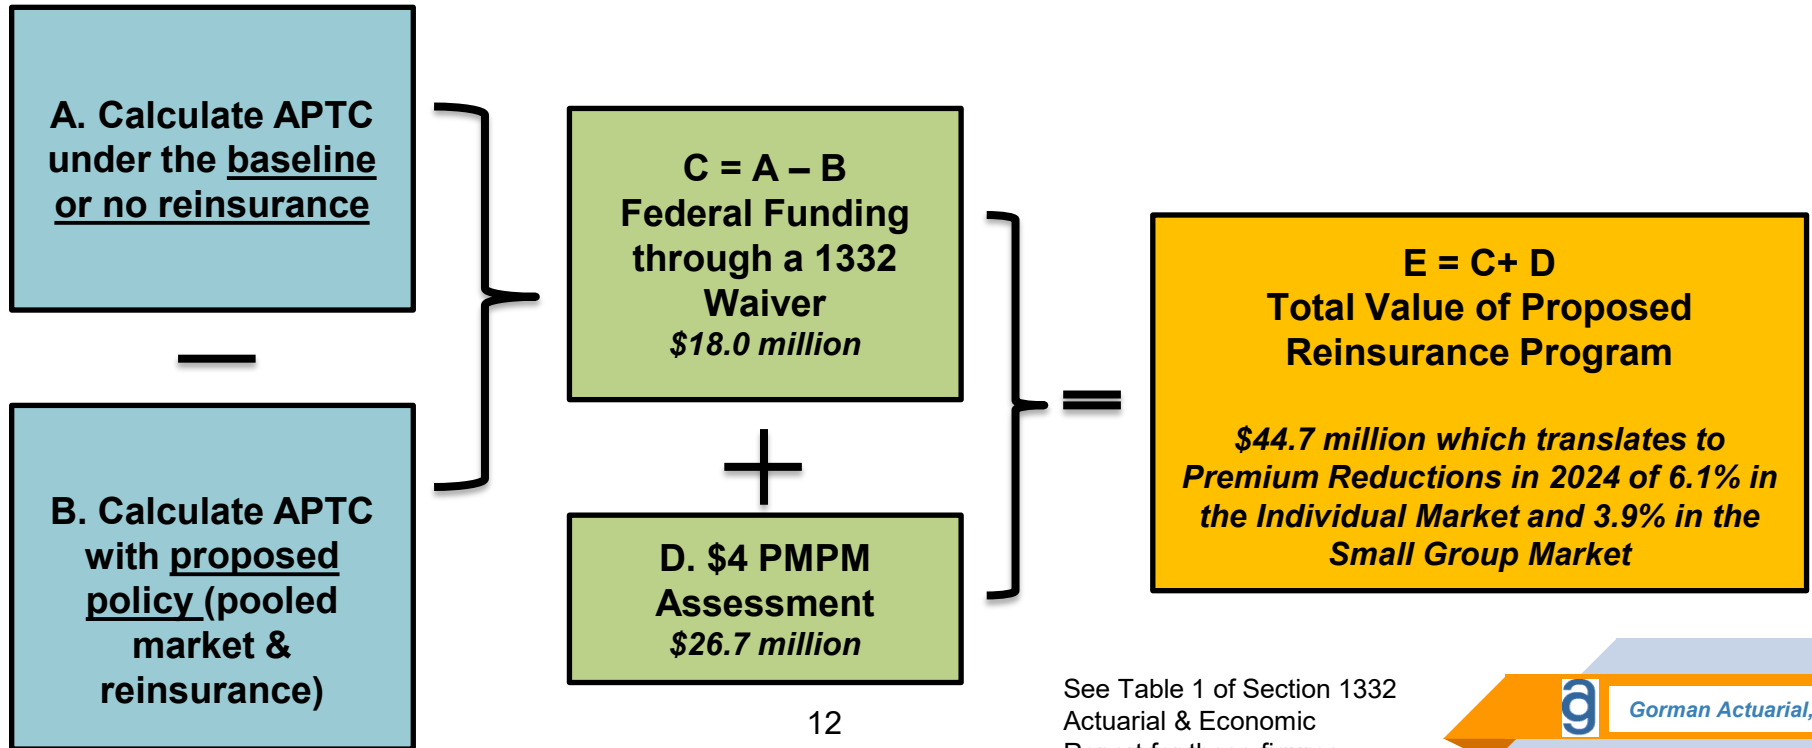 A. Calculate APTC
under the baseline
or no reinsurance
B. Calculate APTC
with proposed
policy (pooled
market &
reinsurance)
C = A – B
Federal Funding
through a 1332
Waiver
$18.0 million
D. $4 PMPM
Assessment
$26.7 million
E = C+ D
Total Value of Proposed
Reinsurance Program
$44.7 million which translates to
Premium Reductions in 2024 of 6.1% in
the Individual Market and 3.9% in the
Small Group Market
See Table 1 of Section 1332
Actuarial & Economic
12
Gorman Actuarial,